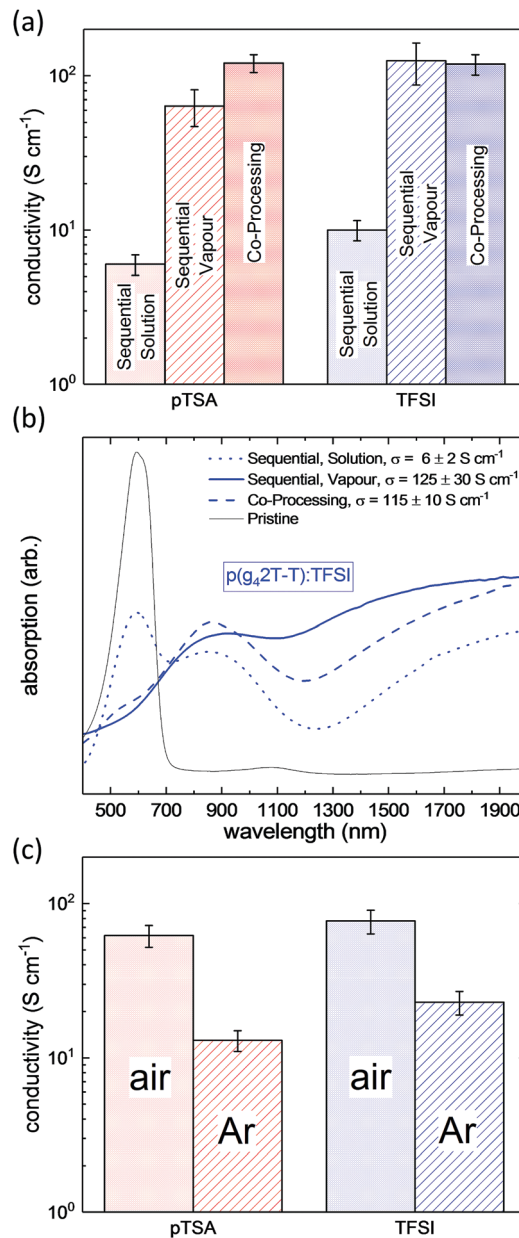 (a)
conductivity (S cm⁻¹)
10²
10¹
10⁰
Sequential
Solution
Sequential
Vapour
Co-Processing
Sequential
Solution
Sequential
Vapour
Co-Processing
pTSA
TFSI
(b)
absorption (arb.)
Sequential, Solution, σ = 6 ± 2 S cm⁻¹
Sequential, Vapour, σ = 125 ± 30 S cm⁻¹
Co-Processing, σ = 115 ± 10 S cm⁻¹
Pristine
p(g₄2T-T):TFSI
500 700 900 1100 1300 1500 1700 1900
wavelength (nm)
(c)
conductivity (S cm⁻¹)
10²
10¹
10⁰
air
Ar
air
Ar
pTSA
TFSI